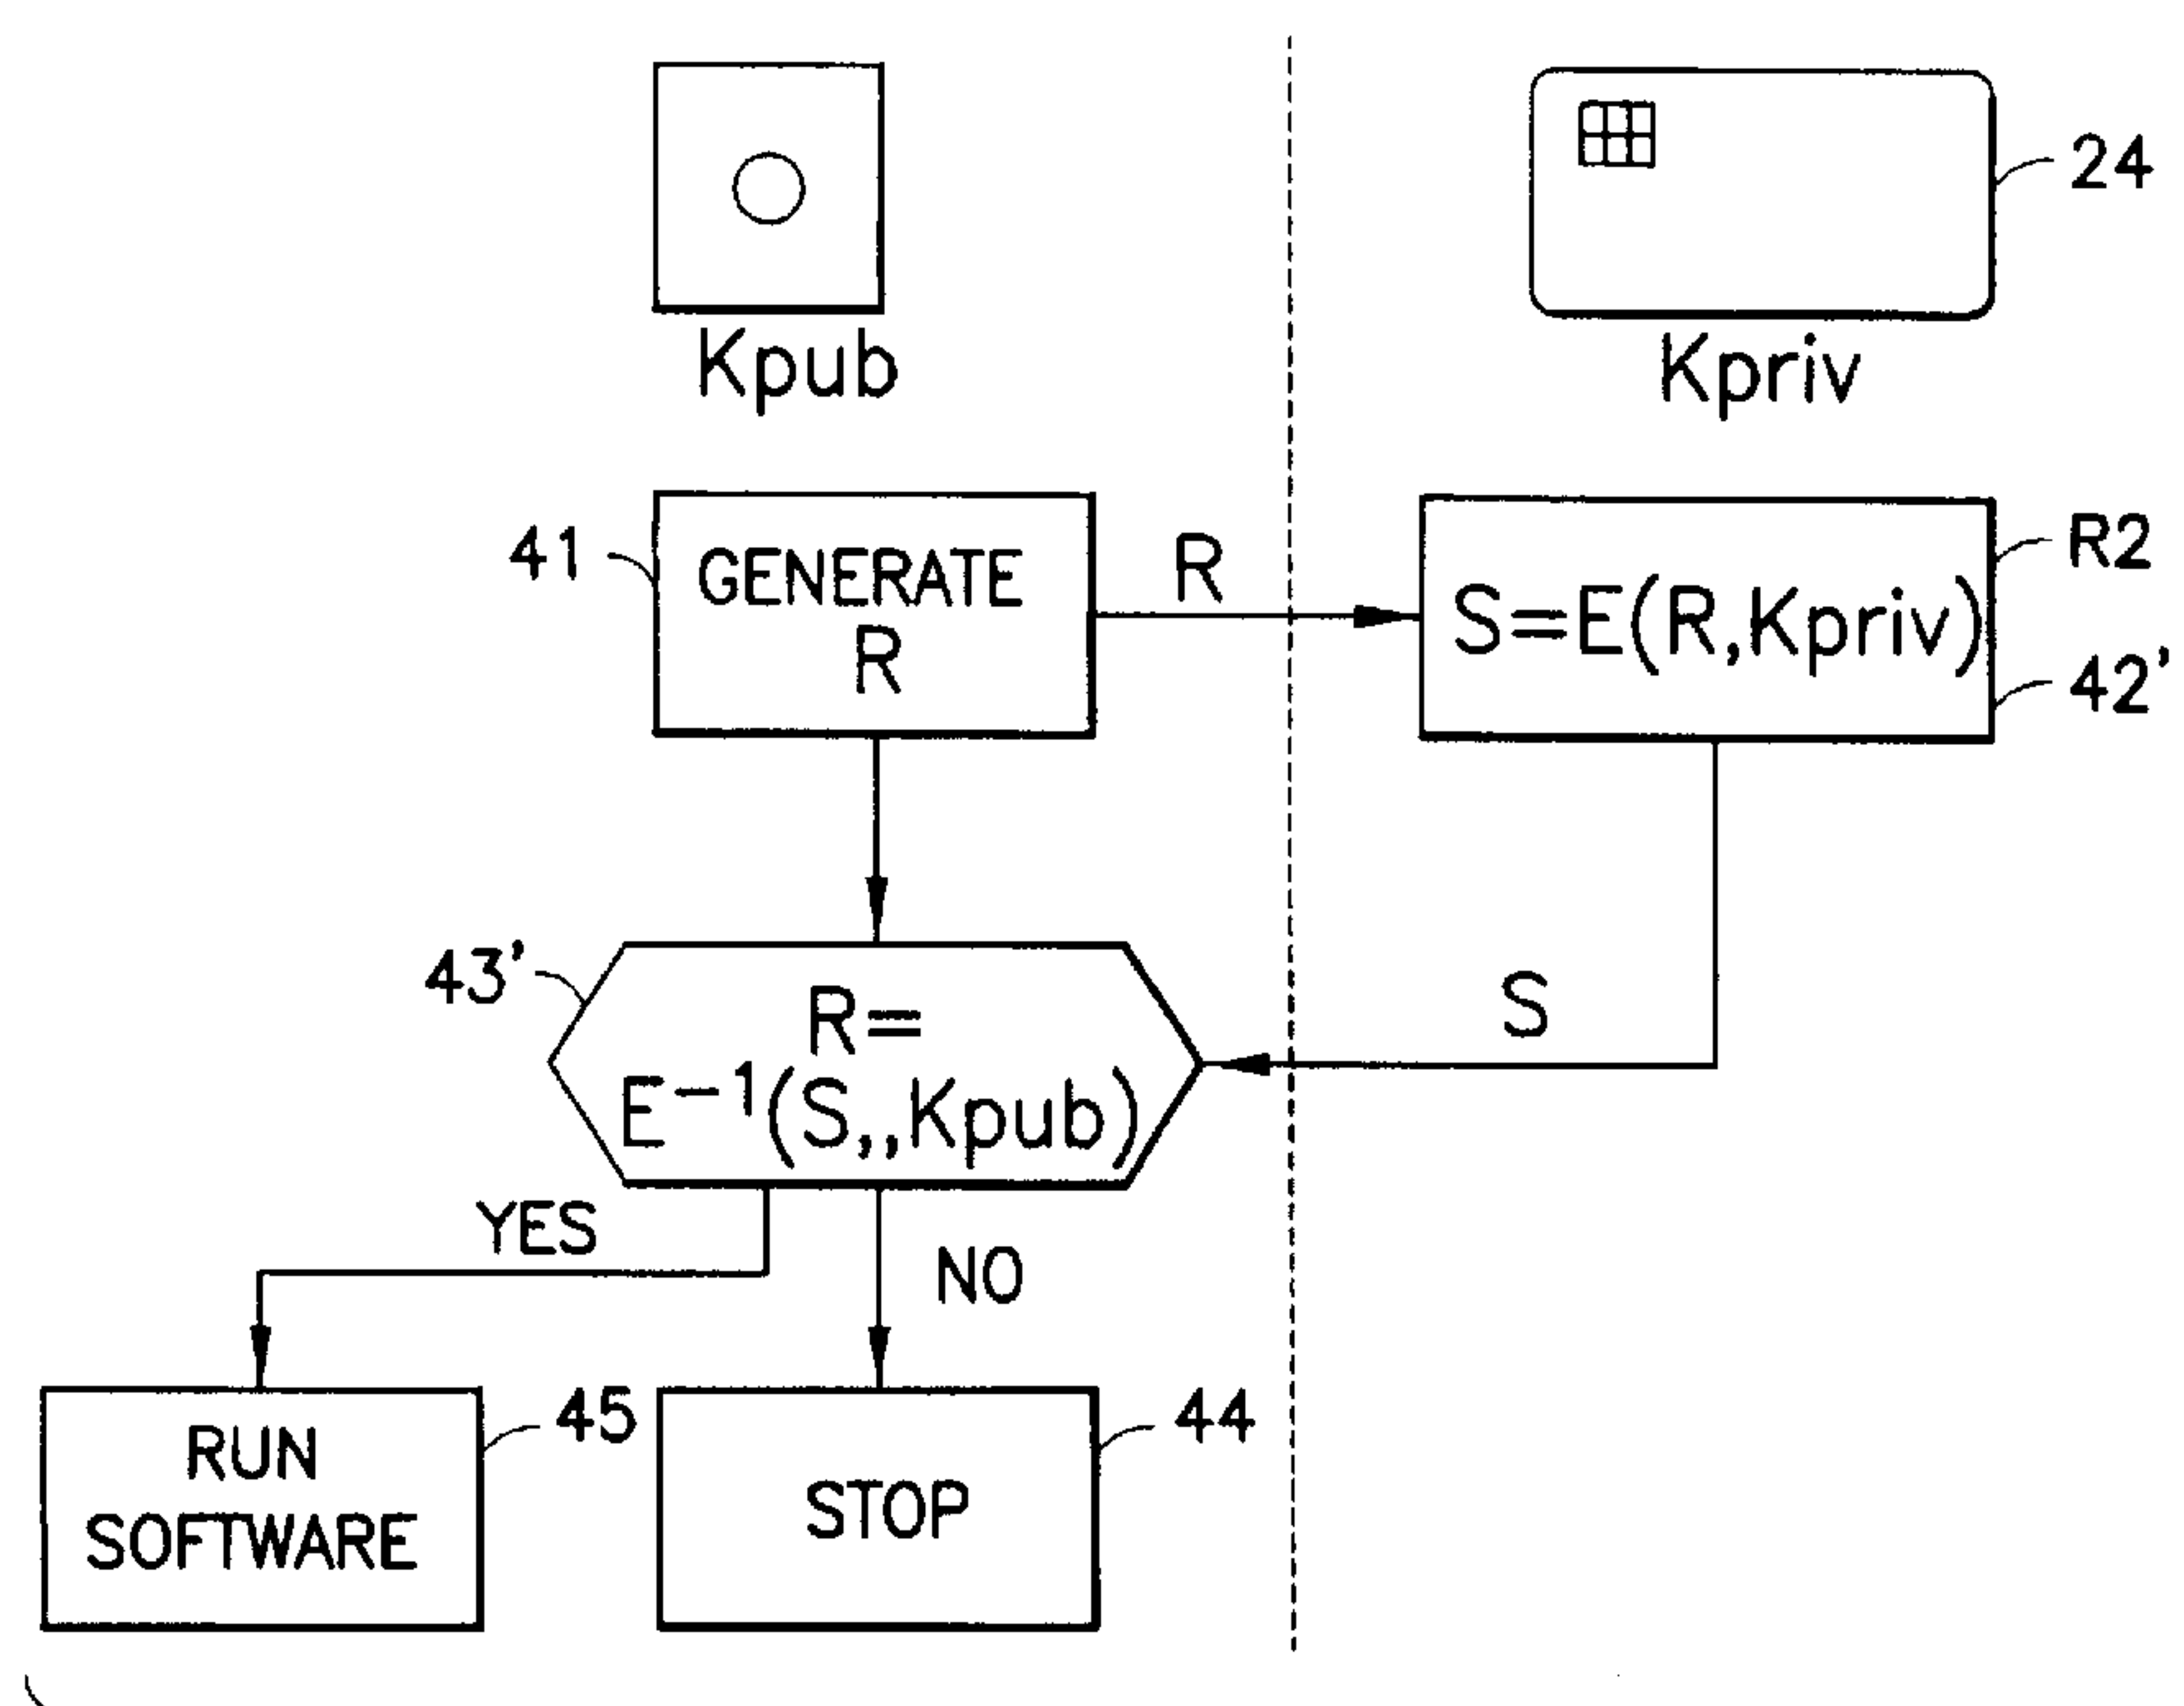 24
Kpub
Kpriv
41
GENERATE
R
R
S=E(R,Kpriv)
R2
42'
43'
R=
E⁻¹(S,,Kpub)
S
YES
NO
RUN
SOFTWARE
45
STOP
44